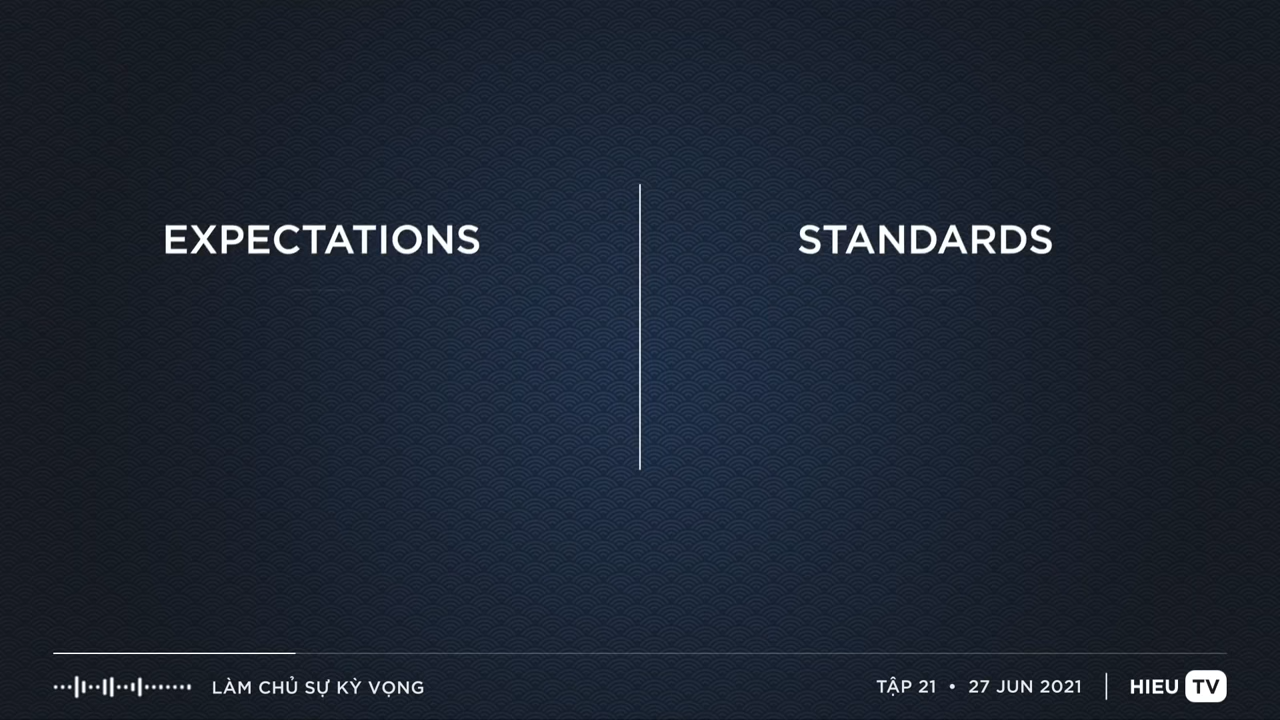 EXPECTATIONS
STANDARDS
LÀM CHỦ SỰ KỲ VỌNG
TẬP 21 • 27 JUN 2021
HIEU TV